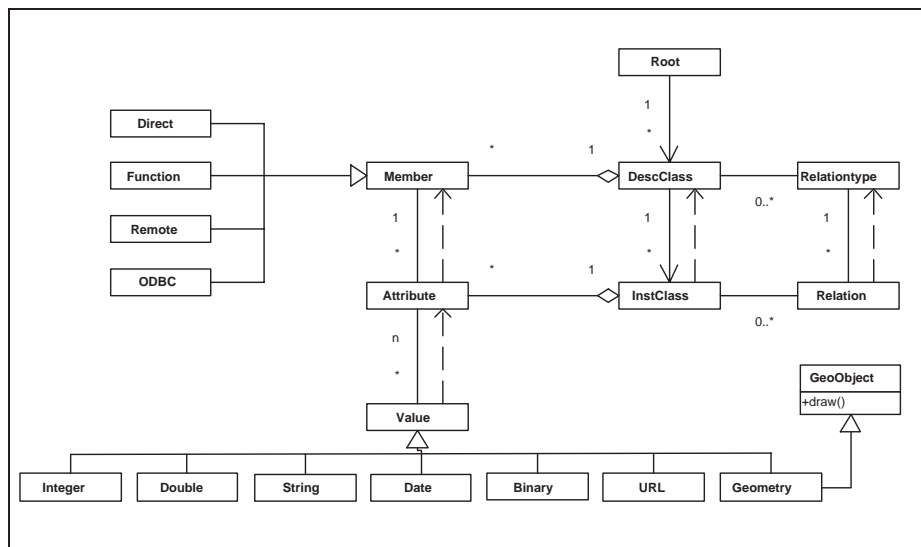 Root
1
*
Direct
Function
Remote
ODBC
Member
*
1
DescClass
0..*
Relationtype
1
*
1
*
1
*
Attribute
*
1
InstClass
0..*
Relation
n
*
Value
GeoObject
+draw()
Integer
Double
String
Date
Binary
URL
Geometry